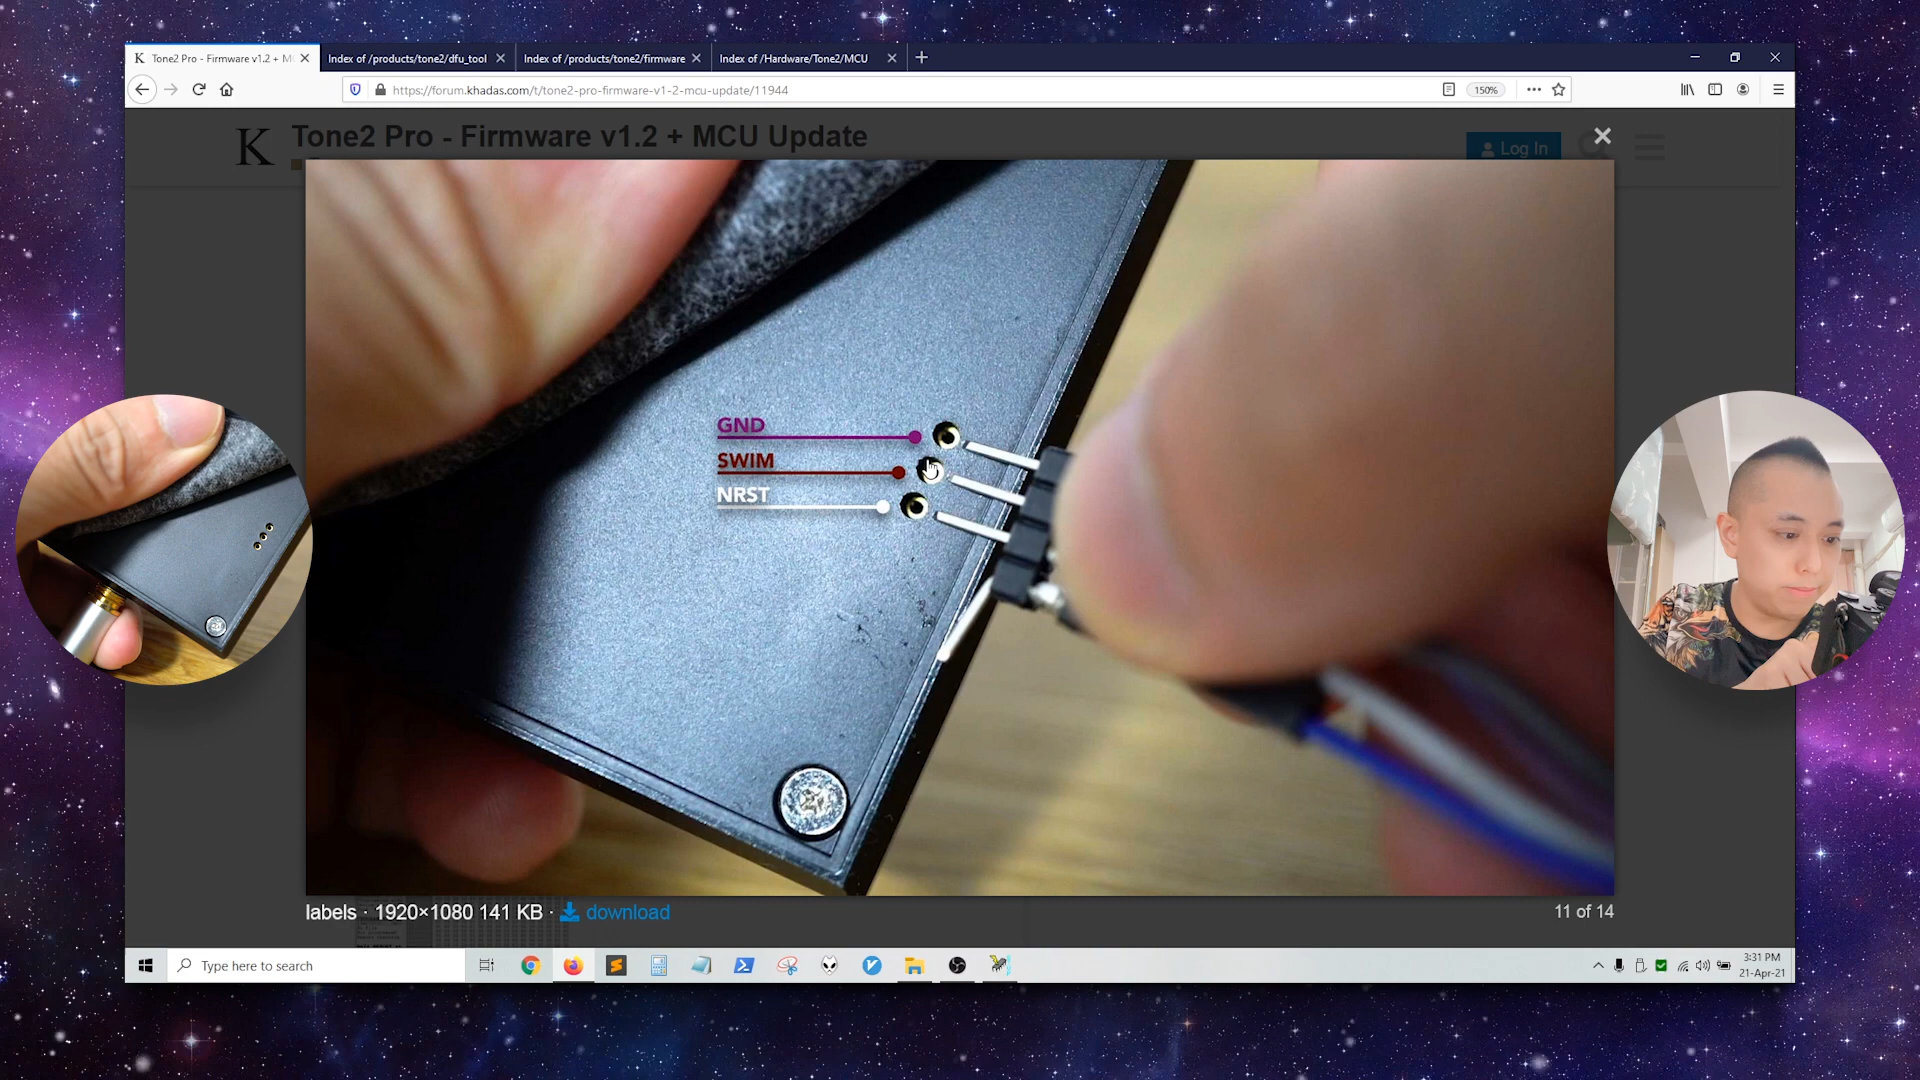 Tone2 Pro - Firmware v1.2 + M
Index of /products/tone2/dfu_tool
Index of /products/tone2/firmware
Index of /Hardware/Tone2/MCU
https://forum.khadas.com/t/tone2-pro-firmware-v1-2-mcu-update/11944
150%
K
Tone2 Pro - Firmware v1.2 + MCU Update
Log In
GND
SWIM
NRST
labels · 1920×1080 141 KB · download
11 of 14
Type here to search
3:31 PM
21-Apr-21